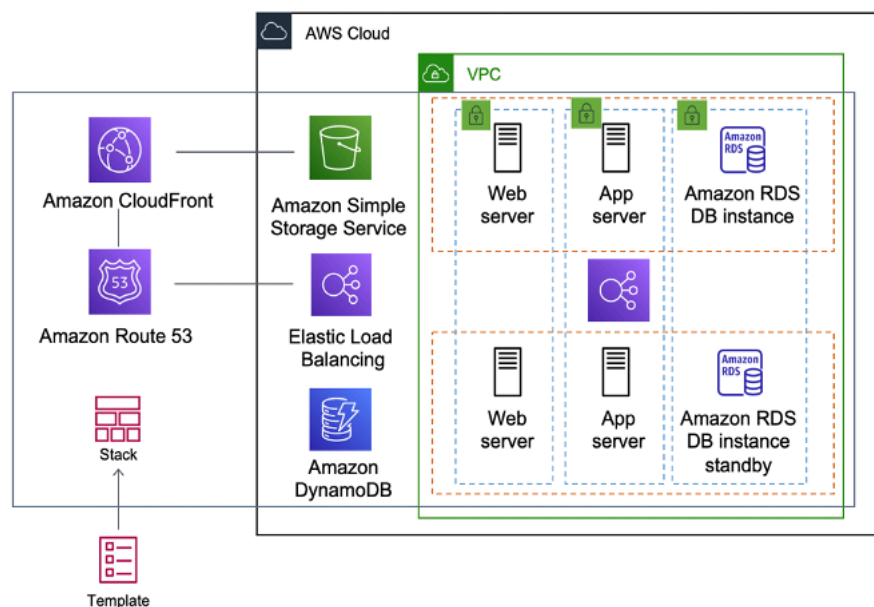 AWS Cloud
VPC
Amazon CloudFront
Amazon Simple
Storage Service
Web
server
App
server
Amazon
RDS
Amazon RDS
DB instance
53
Amazon Route 53
Elastic Load
Balancing
Stack
Amazon
DynamoDB
Web
server
App
server
Amazon
RDS
Amazon RDS
DB instance
standby
Template